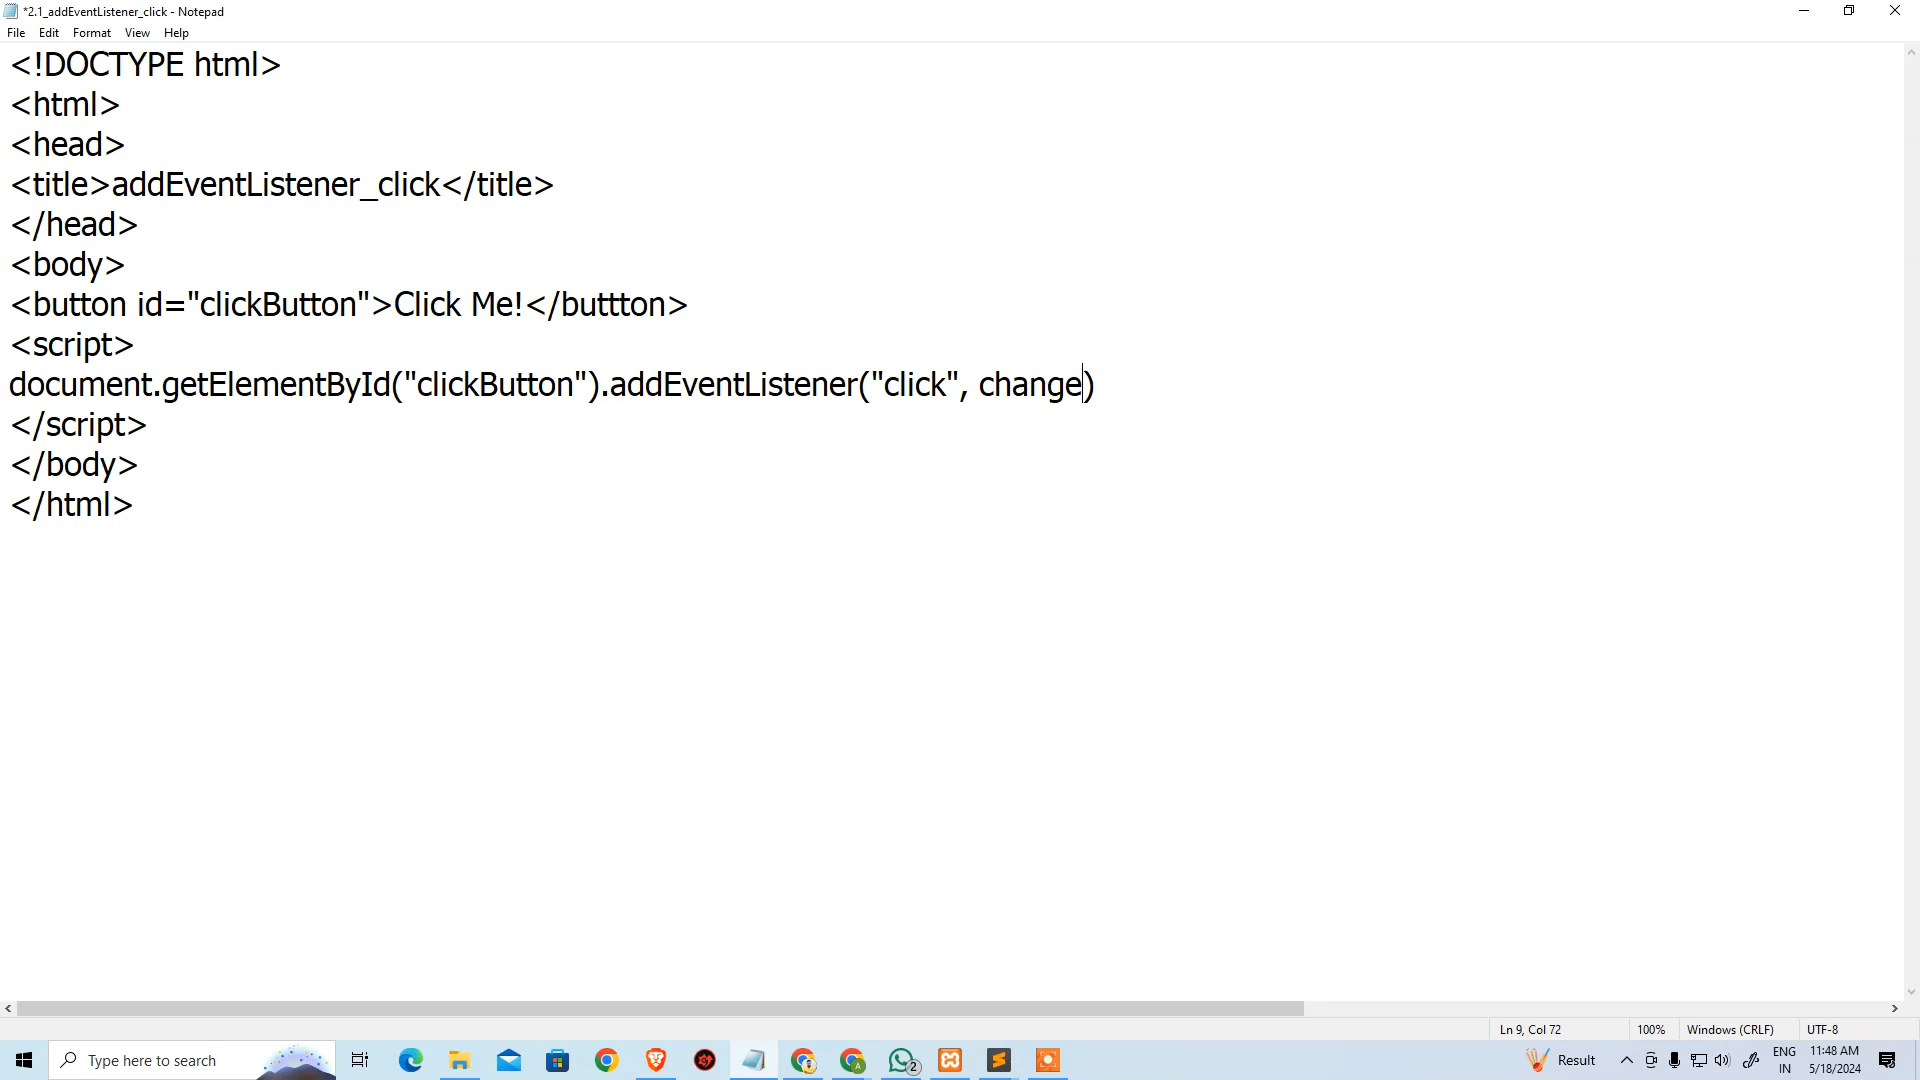 *2.1_addEventListener_click - Notepad
File Edit Format View Help
<!DOCTYPE html>
<html>
<head>
<title>addEventListener_click</title>
</head>
<body>
<button id="clickButton">Click Me!</buttton>
<script>
document.getElementById("clickButton").addEventListener("click", change)
</script>
</body>
</html>
Ln 9, Col 72 100% Windows (CRLF) UTF-8
Type here to search
A
2
Result
ENG
IN
11:48 AM
5/18/2024